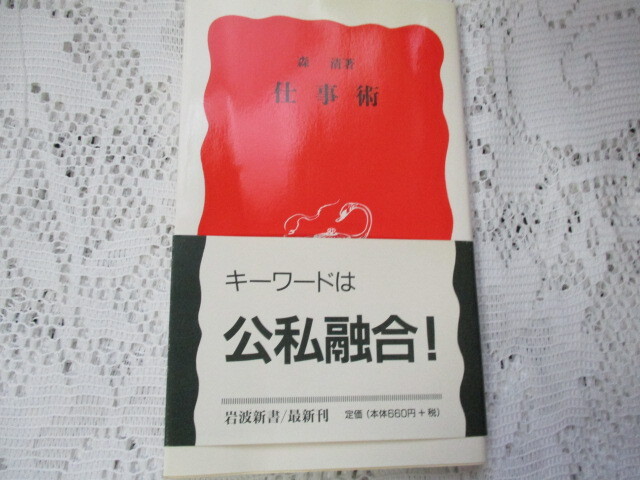 森 清著
仕事術
キーワードは
公私融合!
岩波新書/最新刊 定価(本体660円+税)